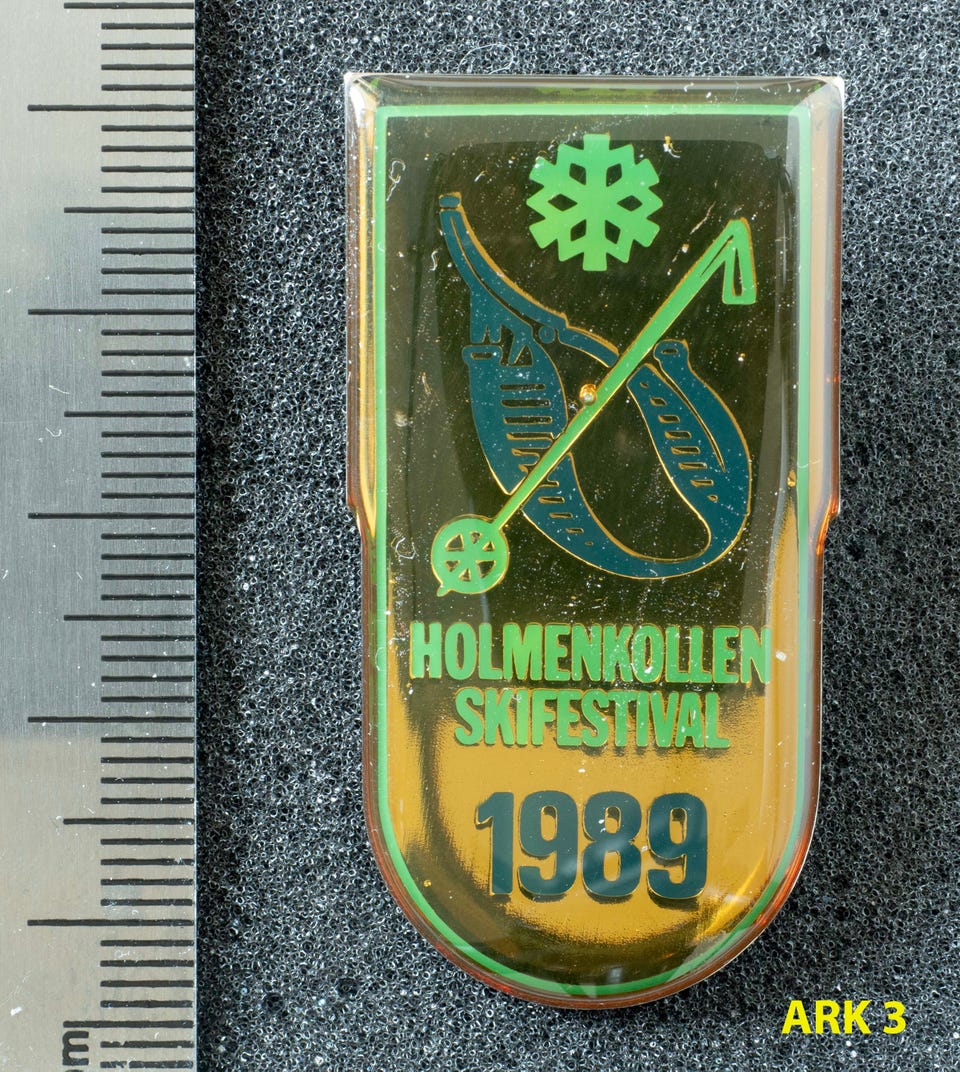 HOLMENKOLLEN
SKIFESTIVAL
1989
ARK 3